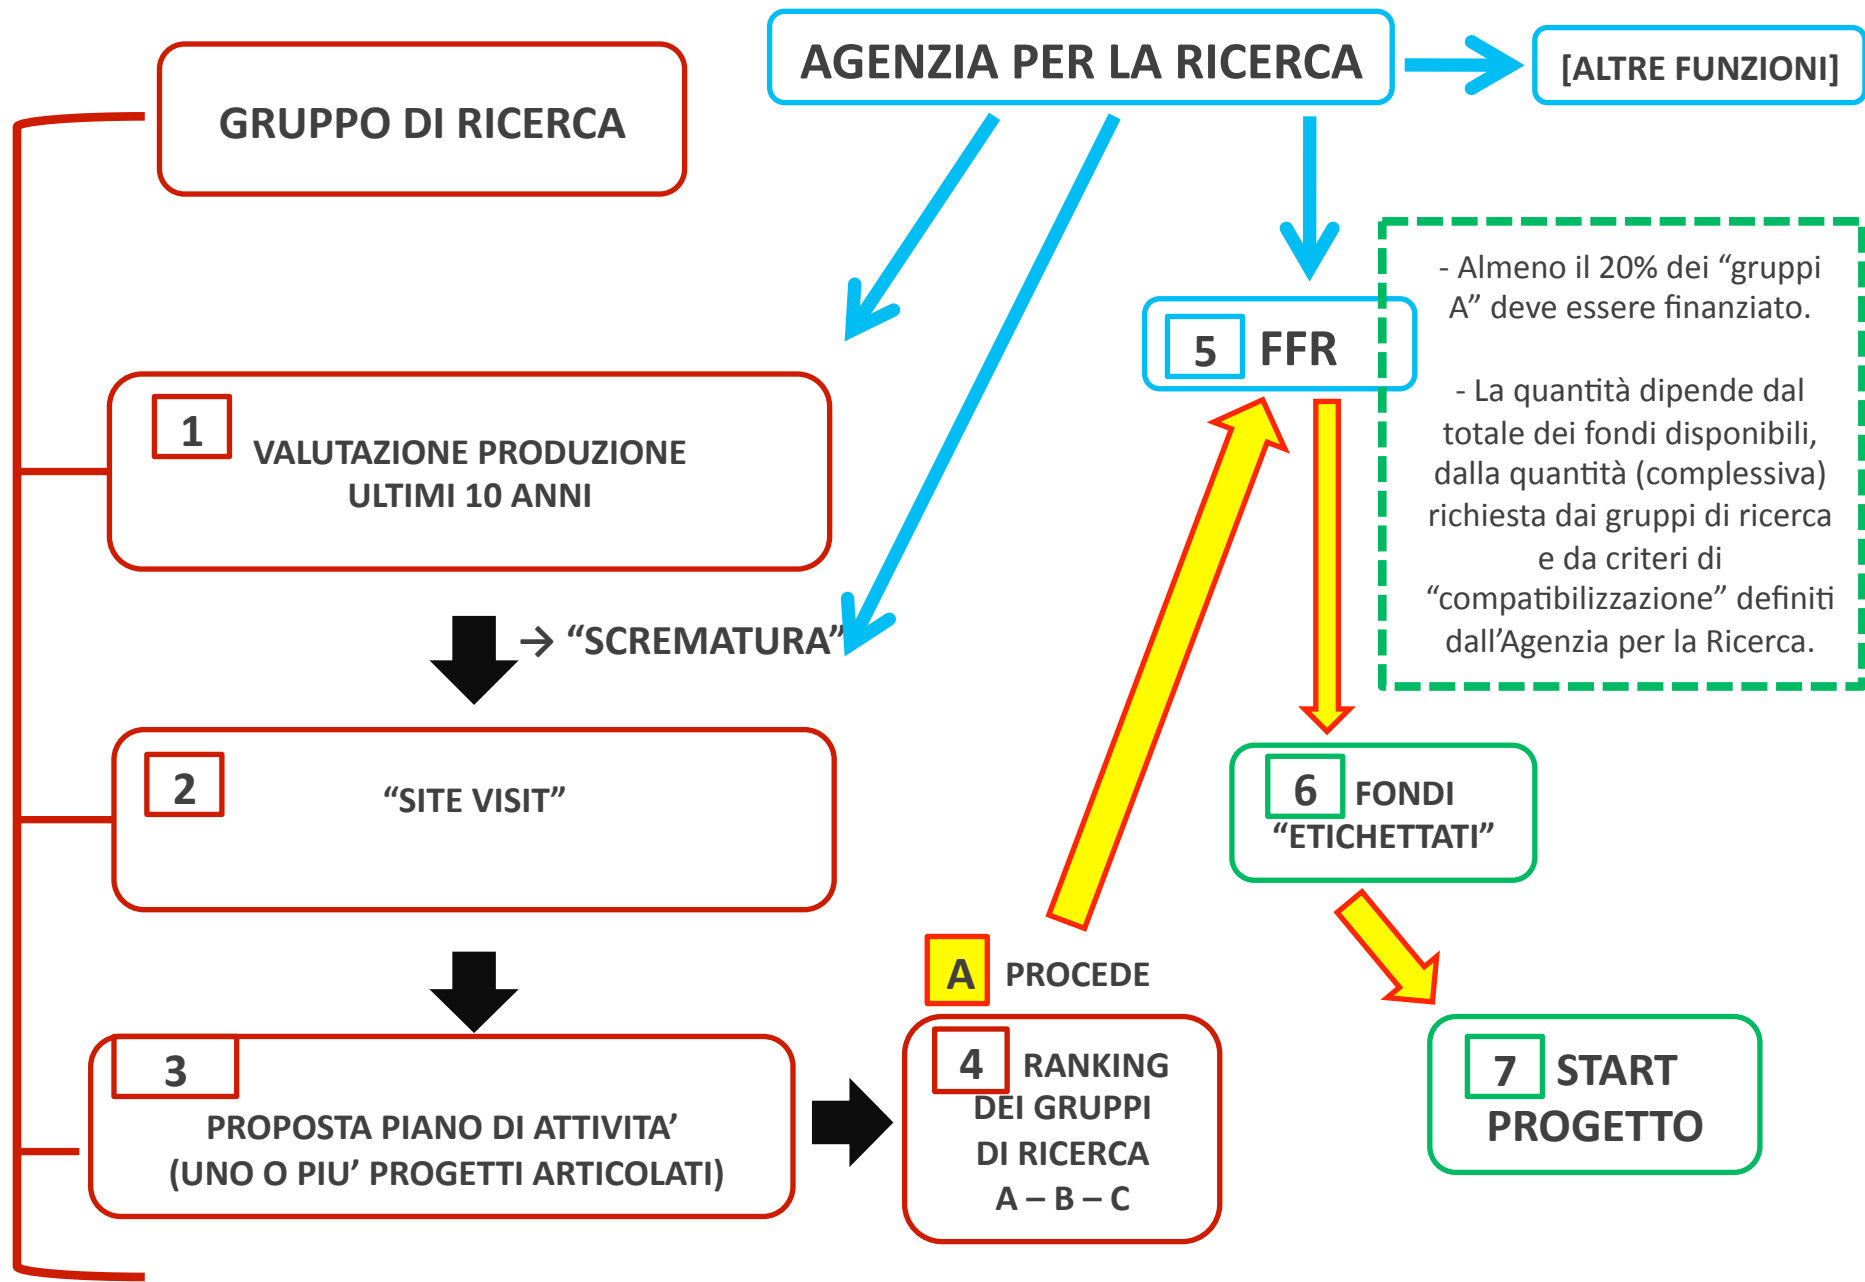 AGENZIA PER LA RICERCA
[ALTRE FUNZIONI]
GRUPPO DI RICERCA
1
VALUTAZIONE PRODUZIONE
ULTIMI 10 ANNI
→ “SCREMATURA”
2
“SITE VISIT”
3
PROPOSTA PIANO DI ATTIVITA’
(UNO O PIU’ PROGETTI ARTICOLATI)
A PROCEDE
4 RANKING
DEI GRUPPI
DI RICERCA
A – B – C
5 FFR
- Almeno il 20% dei “gruppi
A” deve essere finanziato.
- La quantità dipende dal
totale dei fondi disponibili,
dalla quantità (complessiva)
richiesta dai gruppi di ricerca
e da criteri di
“compatibilizzazione” definiti
dall’Agenzia per la Ricerca.
6 FONDI
“ETICHETTATI”
7 START
PROGETTO